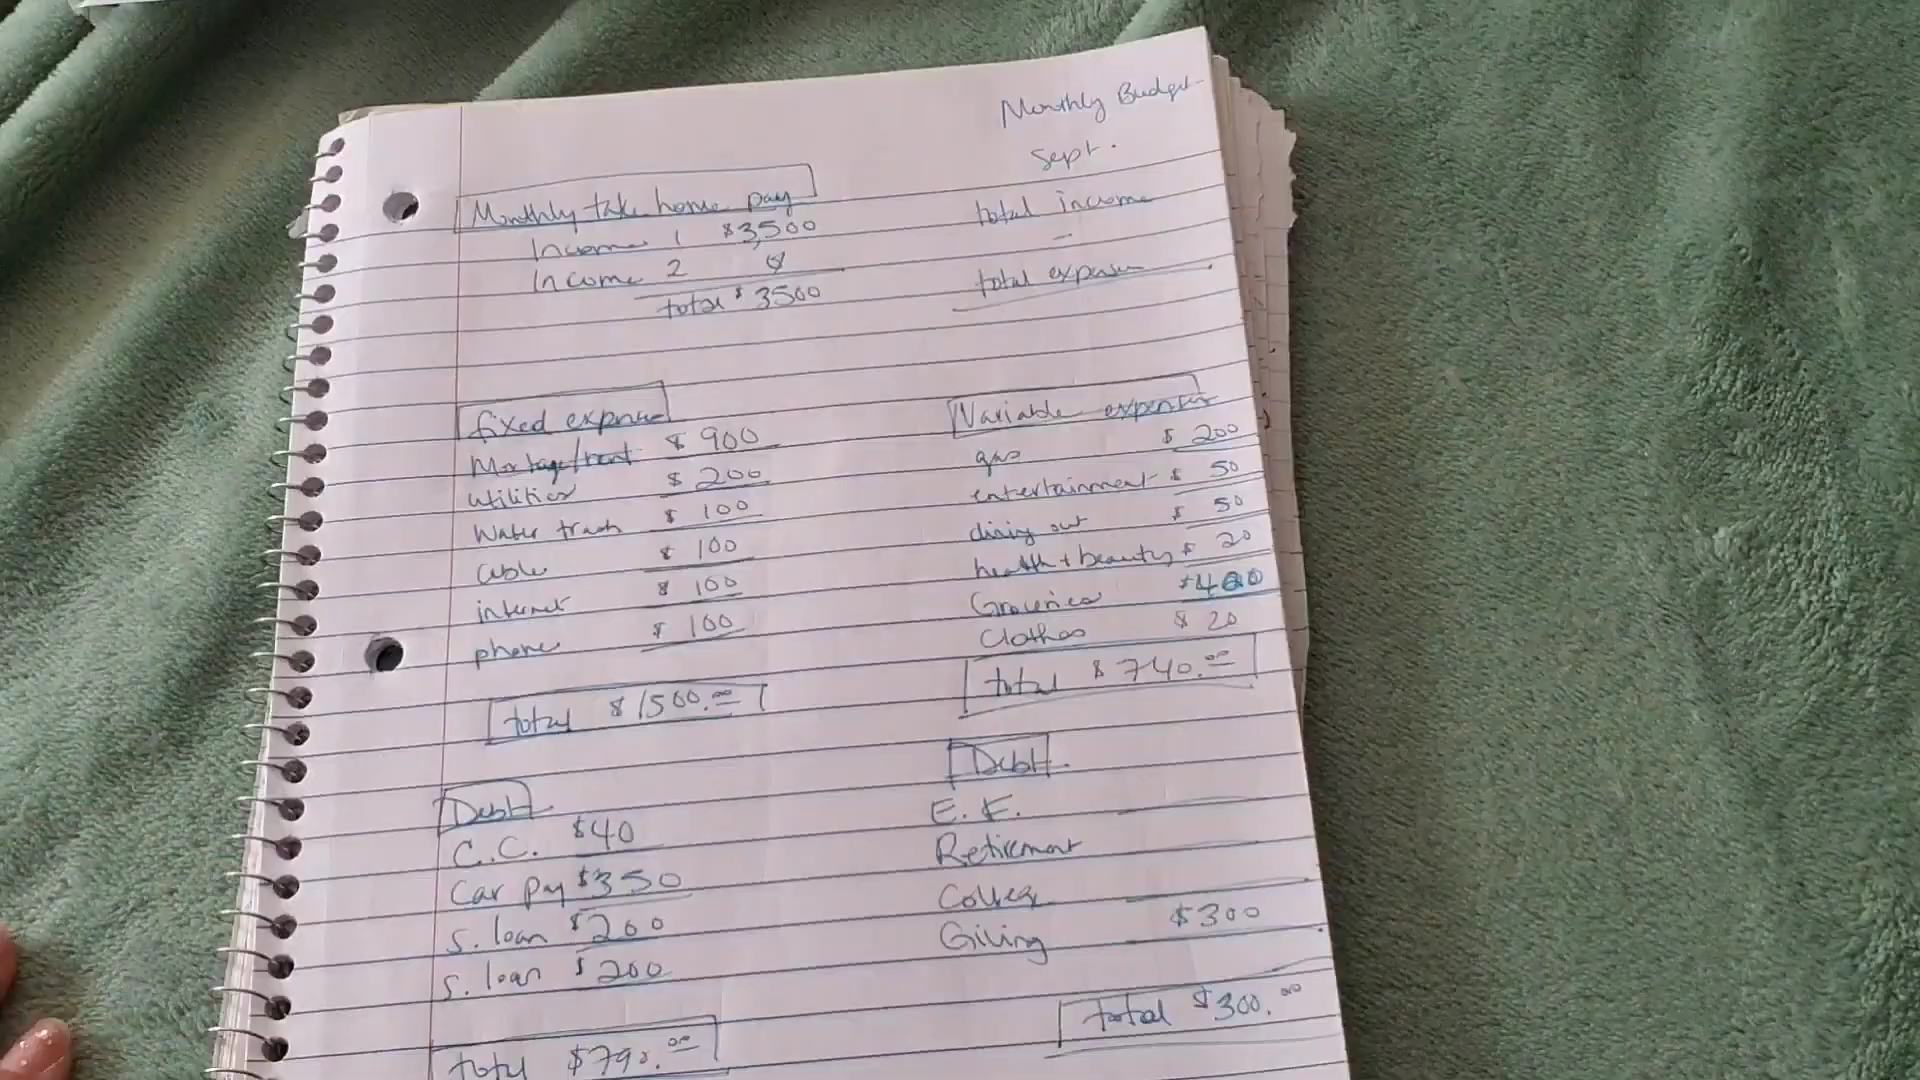 Monthly Budget
Sept.
Monthly take home pay
Income 1 $3,500
Income 2 0
total $3500
total income
-
total expenses
fixed expense
Mortage/rent $900
utilities $200
Water trash $100
Cable $100
internet $100
phone $100
total $1500.00
Variable expenses
gas $200
entertainment $50
dining out $50
health + beauty $20
Groceries $400
Clothes $20
total $740.00
Debt
C.C. $40
Car pay $350
S. loan $200
S. loan $200
total $790.00
Debt
E.F.
Retirement
College
Giving $300
total $300.00